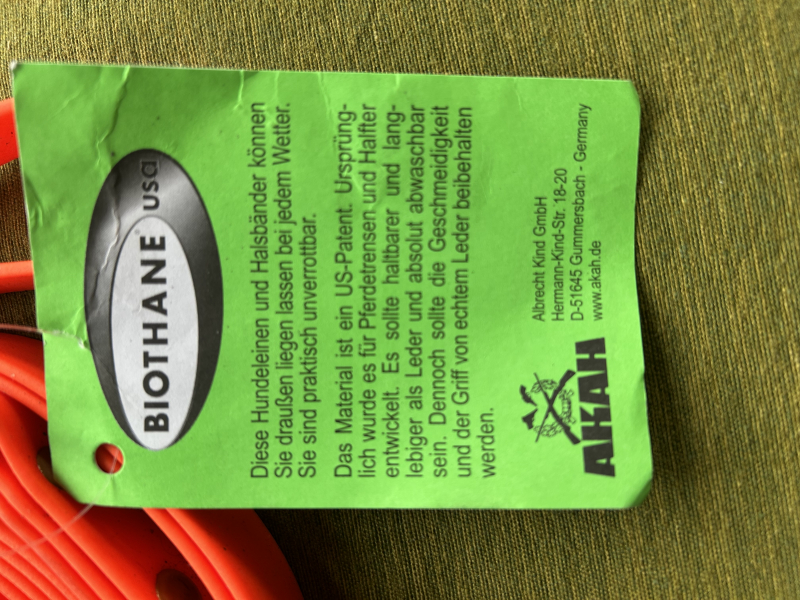 BIOTHANE® USA
Diese Hundeleinen und Halsbänder können
Sie draußen liegen lassen bei jedem Wetter.
Sie sind praktisch unverrottbar.
Das Material ist ein US-Patent. Ursprüng-
lich wurde es für Pferdetrensen und Halfter
entwickelt. Es sollte haltbarer und lang-
lebiger als Leder und absolut abwaschbar
sein. Dennoch sollte die Geschmeidigkeit
und der Griff von echtem Leder beibehalten
werden.
AKAH
Albrecht Kind GmbH
Hermann-Kind-Str. 18-20
D-51645 Gummersbach - Germany
www.akah.de